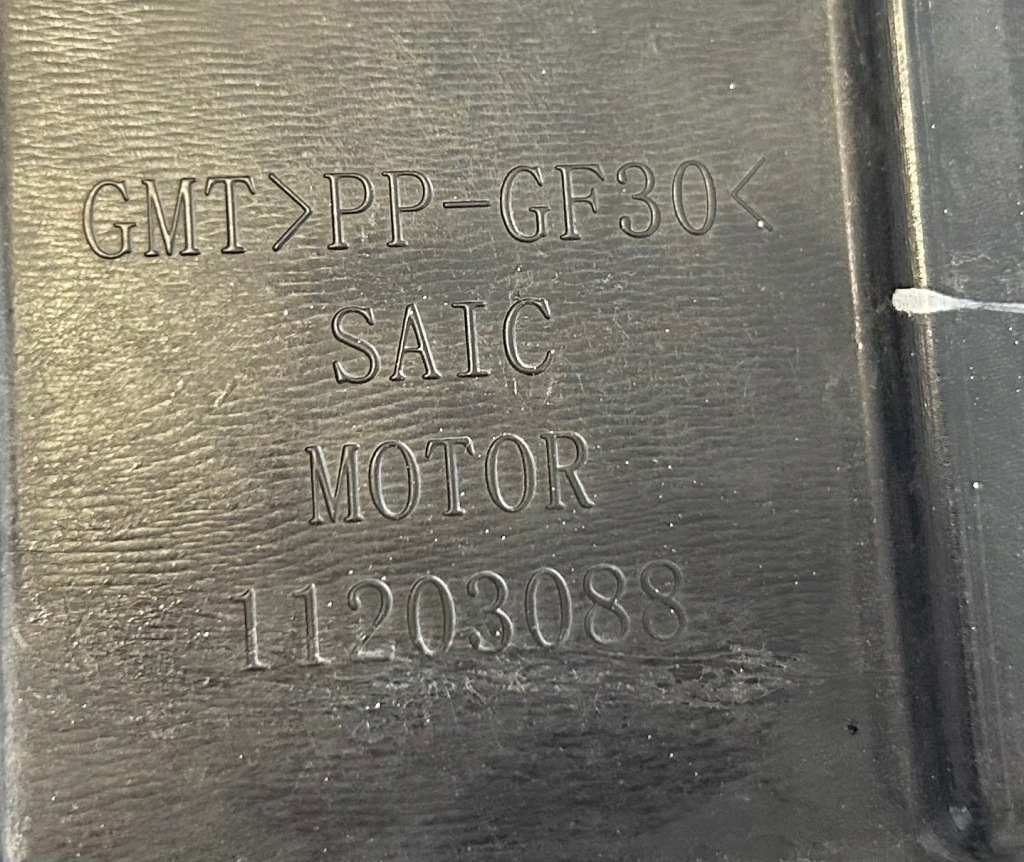 GMT>PP-GF30<
SAIC
MOTOR
11203088